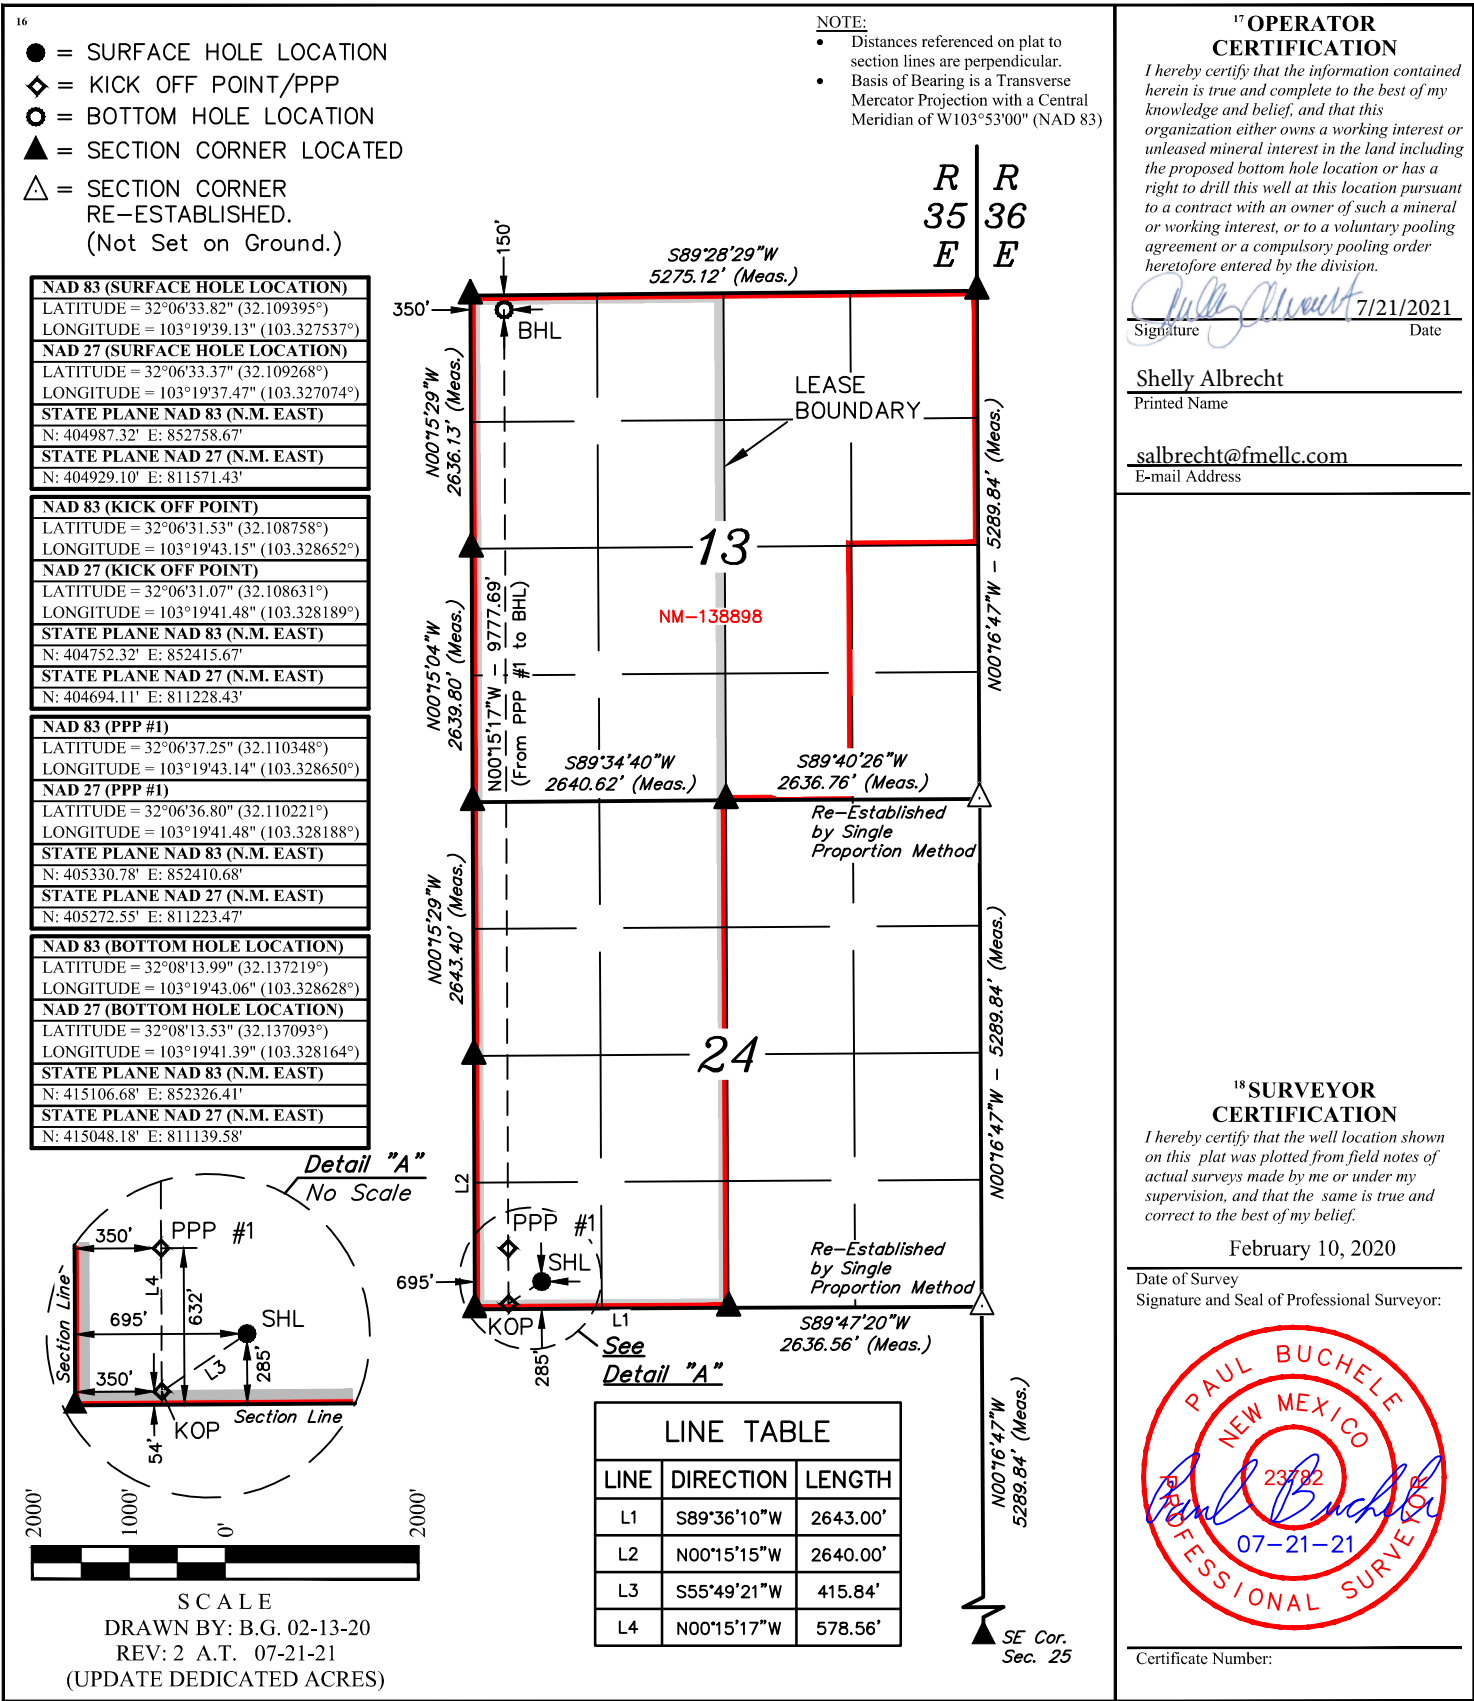 16
● = SURFACE HOLE LOCATION
= KICK OFF POINT/PPP
= BOTTOM HOLE LOCATION
▲ = SECTION CORNER LOCATED
△ = SECTION CORNER
RE-ESTABLISHED.
(Not Set on Ground.)
NOTE:
• Distances referenced on plat to
section lines are perpendicular.
• Basis of Bearing is a Transverse
Mercator Projection with a Central
Meridian of W103°53'00" (NAD 83)
NAD 83 (SURFACE HOLE LOCATION)
LATITUDE = 32°06'33.82" (32.109395°)
LONGITUDE = 103°19'39.13" (103.327537°)
NAD 27 (SURFACE HOLE LOCATION)
LATITUDE = 32°06'33.37" (32.109268°)
LONGITUDE = 103°19'37.47" (103.327074°)
STATE PLANE NAD 83 (N.M. EAST)
N: 404987.32' E: 852758.67'
STATE PLANE NAD 27 (N.M. EAST)
N: 404929.10' E: 811571.43'
NAD 83 (KICK OFF POINT)
LATITUDE = 32°06'31.53" (32.108758°)
LONGITUDE = 103°19'43.15" (103.328652°)
NAD 27 (KICK OFF POINT)
LATITUDE = 32°06'31.07" (32.108631°)
LONGITUDE = 103°19'41.48" (103.328189°)
STATE PLANE NAD 83 (N.M. EAST)
N: 404752.32' E: 852415.67'
STATE PLANE NAD 27 (N.M. EAST)
N: 404694.11' E: 811228.43'
NAD 83 (PPP #1)
LATITUDE = 32°06'37.25" (32.110348°)
LONGITUDE = 103°19'43.14" (103.328650°)
NAD 27 (PPP #1)
LATITUDE = 32°06'36.80" (32.110221°)
LONGITUDE = 103°19'41.48" (103.328188°)
STATE PLANE NAD 83 (N.M. EAST)
N: 405330.78' E: 852410.68'
STATE PLANE NAD 27 (N.M. EAST)
N: 405272.55' E: 811223.47'
NAD 83 (BOTTOM HOLE LOCATION)
LATITUDE = 32°08'13.99" (32.137219°)
LONGITUDE = 103°19'43.06" (103.328628°)
NAD 27 (BOTTOM HOLE LOCATION)
LATITUDE = 32°08'13.53" (32.137093°)
LONGITUDE = 103°19'41.39" (103.328164°)
STATE PLANE NAD 83 (N.M. EAST)
N: 415106.68' E: 852326.41'
STATE PLANE NAD 27 (N.M. EAST)
N: 415048.18' E: 811139.58'
R R
35 36
E E
S89°28'29"W
5275.12' (Meas.)
150'
350'
BHL
LEASE
BOUNDARY
N00°15'29"W
2636.13' (Meas.)
N00°16'47"W - 5289.84' (Meas.)
13
NM-138898
N00°15'04"W
2639.80' (Meas.)
N00°15'17"W - 9777.69'
(From PPP #1 to BHL)
S89°34'40"W
2640.62' (Meas.)
S89°40'26"W
2636.76' (Meas.)
Re-Established
by Single
Proportion Method
N00°15'29"W
2643.40' (Meas.)
N00°16'47"W - 5289.84' (Meas.)
24
L2
PPP #1
SHL
695'
KOP
L1
285'
See
Detail "A"
Re-Established
by Single
Proportion Method
S89°47'20"W
2636.56' (Meas.)
N00°16'47"W
5289.84' (Meas.)
SE Cor.
Sec. 25
Detail "A"
No Scale
350'
PPP #1
L4
632'
695'
SHL
L3
285'
350'
KOP
54'
Section Line
Section Line
2000'
1000'
0'
2000'
SCALE
DRAWN BY: B.G. 02-13-20
REV: 2 A.T. 07-21-21
(UPDATE DEDICATED ACRES)
LINE TABLE
LINE DIRECTION LENGTH
L1 S89°36'10"W 2643.00'
L2 N00°15'15"W 2640.00'
L3 S55°49'21"W 415.84'
L4 N00°15'17"W 578.56'
17 OPERATOR
CERTIFICATION
I hereby certify that the information contained
herein is true and complete to the best of my
knowledge and belief, and that this
organization either owns a working interest or
unleased mineral interest in the land including
the proposed bottom hole location or has a
right to drill this well at this location pursuant
to a contract with an owner of such a mineral
or working interest, or to a voluntary pooling
agreement or a compulsory pooling order
heretofore entered by the division.
Shelly Albrecht 7/21/2021
Signature Date
Shelly Albrecht
Printed Name
salbrecht@fmellc.com
E-mail Address
18 SURVEYOR
CERTIFICATION
I hereby certify that the well location shown
on this plat was plotted from field notes of
actual surveys made by me or under my
supervision, and that the same is true and
correct to the best of my belief.
February 10, 2020
Date of Survey
Signature and Seal of Professional Surveyor:
PAUL BUCHELE
NEW MEXICO
23782
Paul Buchele
07-21-21
PROFESSIONAL SURVEYOR
Certificate Number: